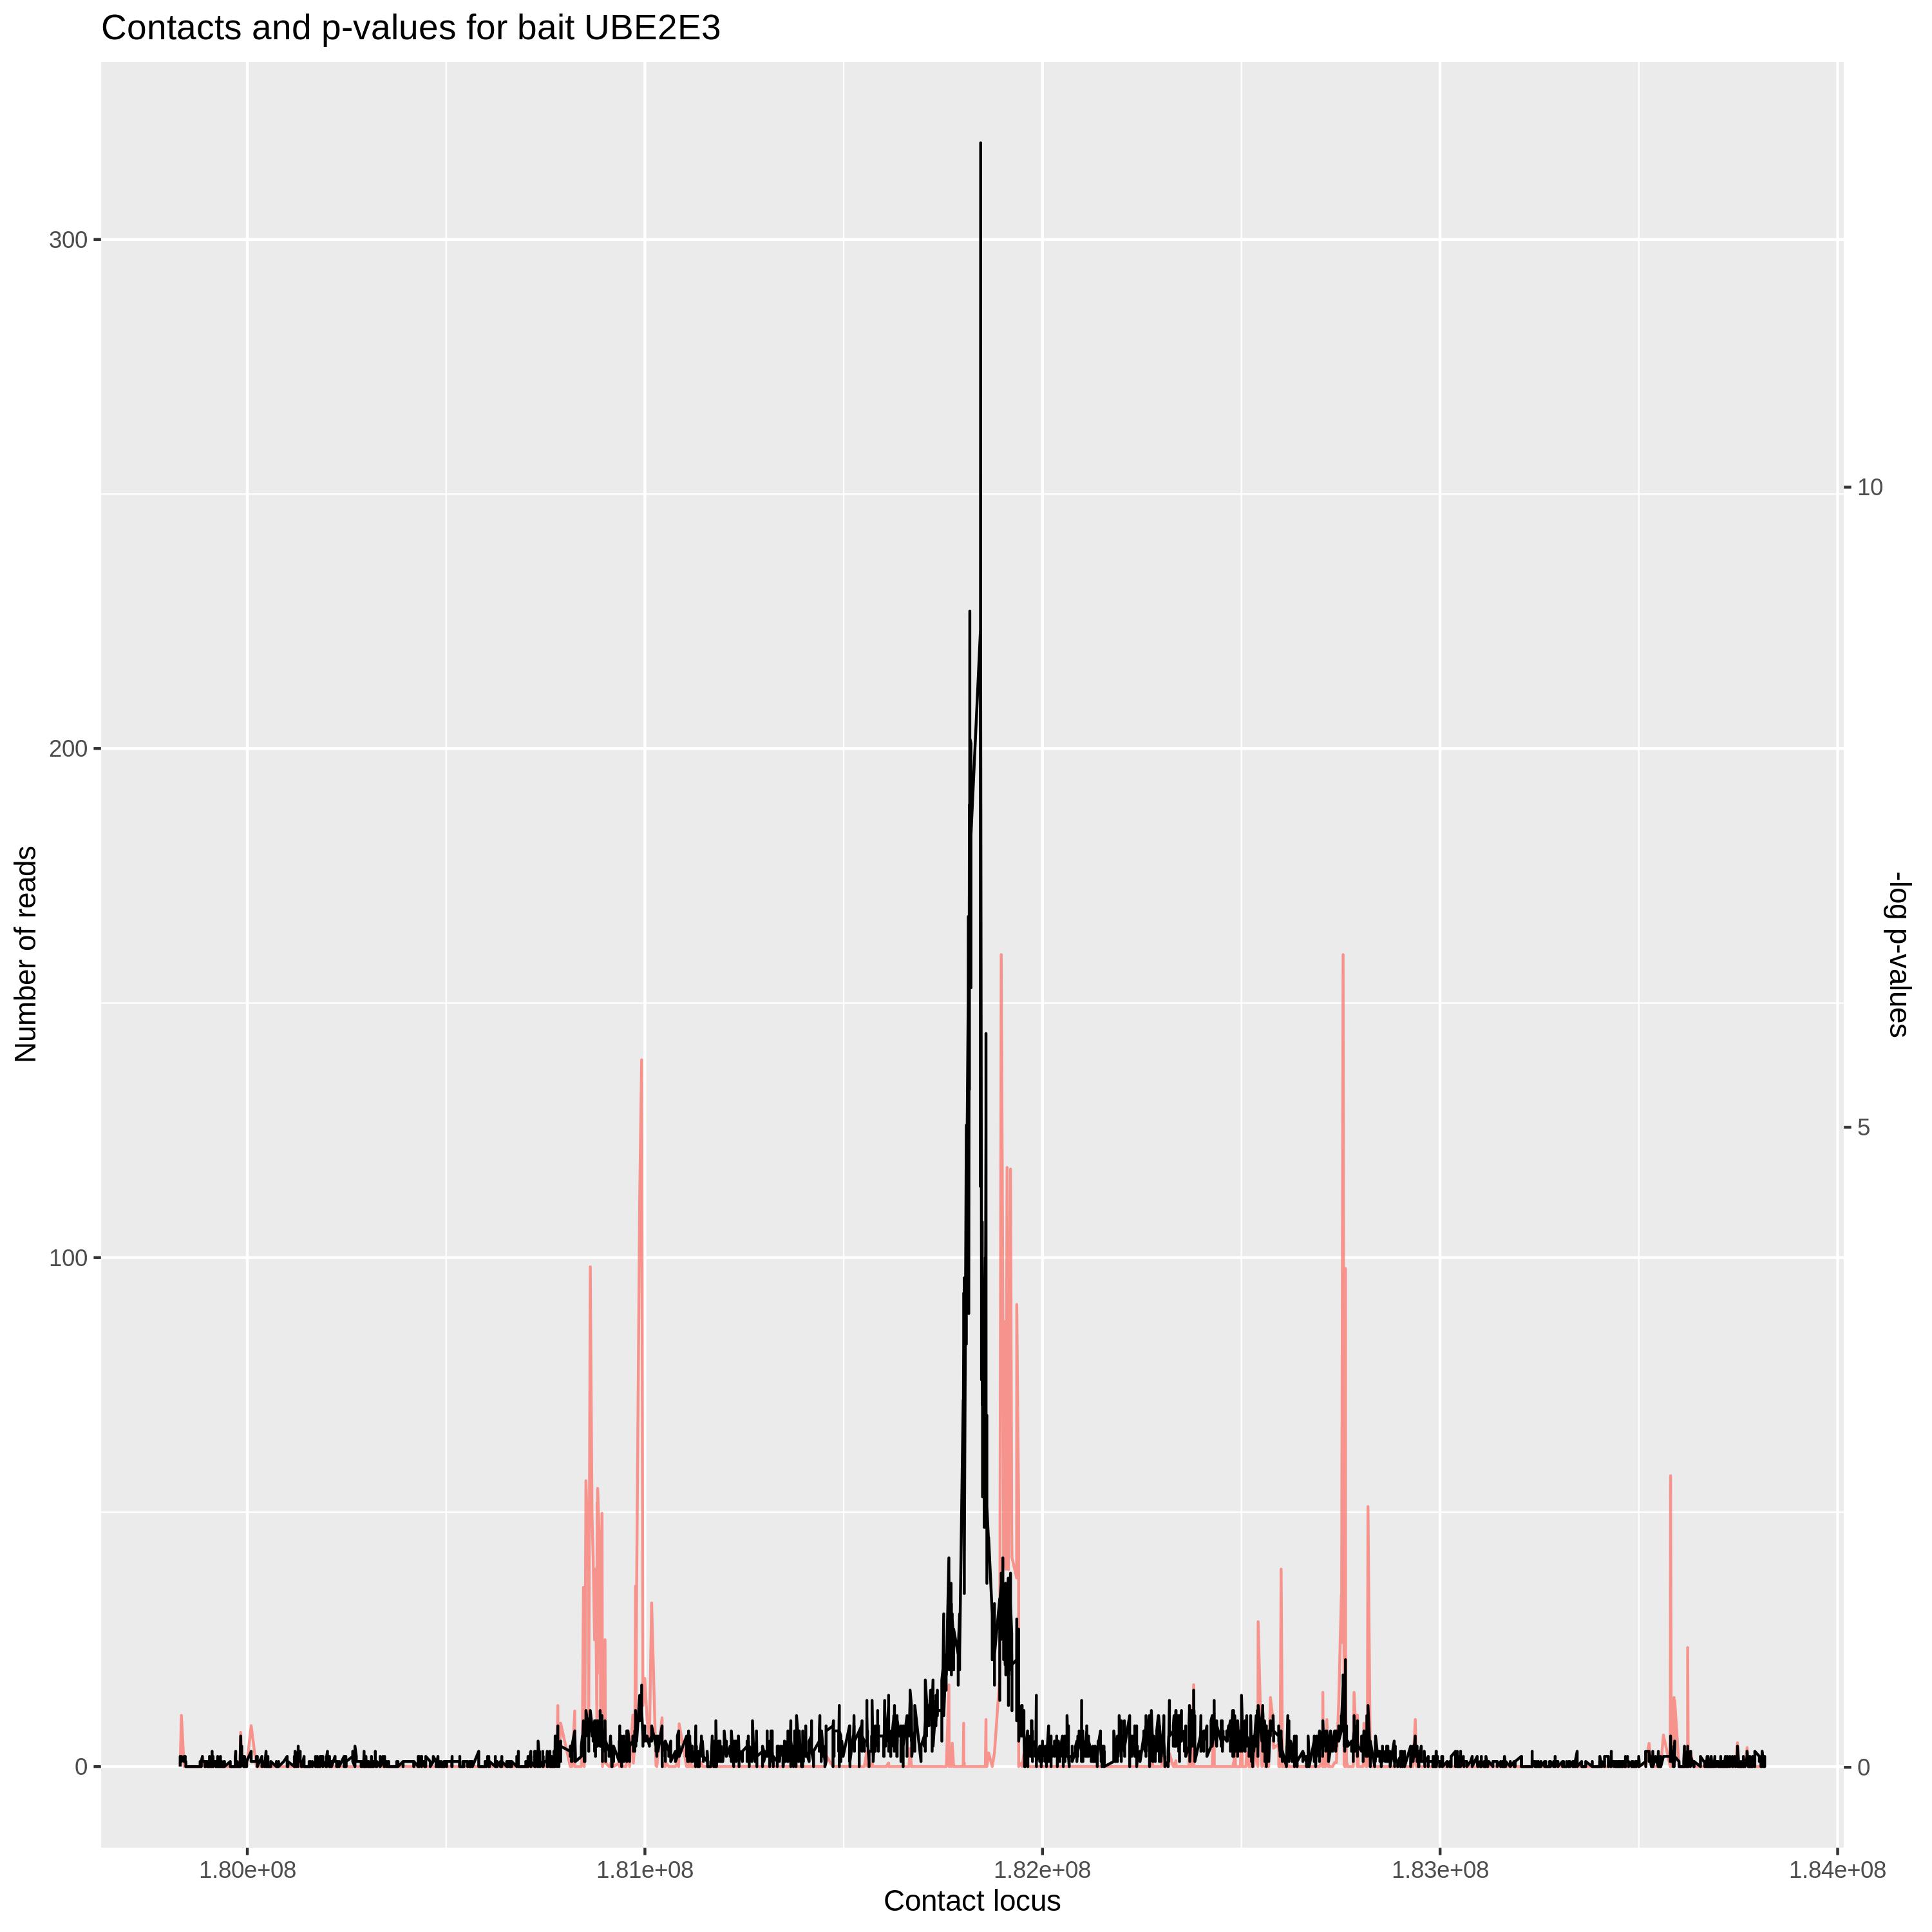 Contacts and p-values for bait UBE2E3
300
200
100
0
Number of reads
10
5
0
-log p-values
1.80e+08
1.81e+08
1.82e+08
1.83e+08
1.84e+08
Contact locus